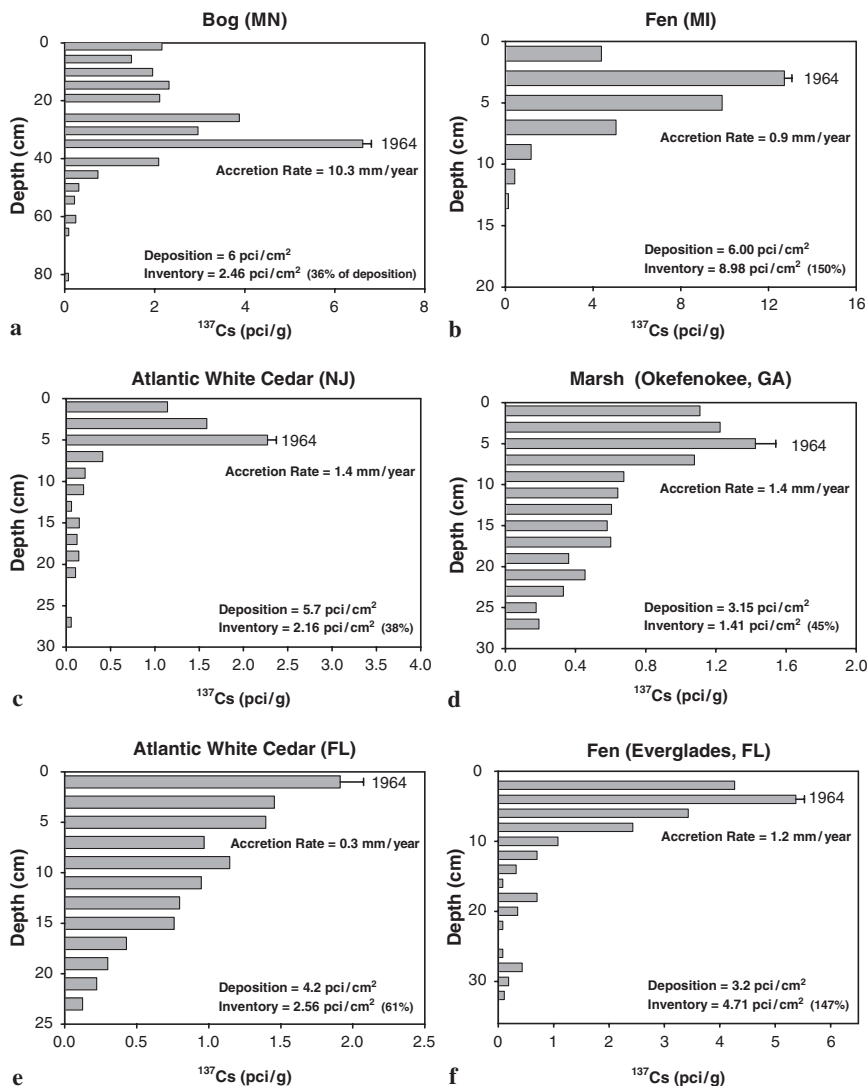 Bog (MN)
0
20
40
60
80
Depth (cm)
1964
Accretion Rate = 10.3 mm/year
Deposition = 6 pci/cm²
Inventory = 2.46 pci/cm² (36% of deposition)
0 2 4 6 8
a ¹³⁷Cs (pci/g)
Fen (MI)
0
5
10
15
20
Depth (cm)
1964
Accretion Rate = 0.9 mm/year
Deposition = 6.00 pci/cm²
Inventory = 8.98 pci/cm² (150%)
0 4 8 12 16
b ¹³⁷Cs (pci/g)
Atlantic White Cedar (NJ)
0
5
10
15
20
25
30
Depth (cm)
1964
Accretion Rate = 1.4 mm/year
Deposition = 5.7 pci/cm²
Inventory = 2.16 pci/cm² (38%)
0.0 0.5 1.0 1.5 2.0 2.5 3.0 3.5 4.0
c ¹³⁷Cs (pci/g)
Marsh (Okefenokee, GA)
0
5
10
15
20
25
30
Depth (cm)
1964
Accretion Rate = 1.4 mm/year
Deposition = 3.15 pci/cm²
Inventory = 1.41 pci/cm² (45%)
0.0 0.4 0.8 1.2 1.6 2.0
d ¹³⁷Cs (pci/g)
Atlantic White Cedar (FL)
0
5
10
15
20
25
Depth (cm)
1964
Accretion Rate = 0.3 mm/year
Deposition = 4.2 pci/cm²
Inventory = 2.56 pci/cm² (61%)
0.0 0.5 1.0 1.5 2.0 2.5
e ¹³⁷Cs (pci/g)
Fen (Everglades, FL)
0
10
20
30
Depth (cm)
1964
Accretion Rate = 1.2 mm/year
Deposition = 3.2 pci/cm²
Inventory = 4.71 pci/cm² (147%)
0 1 2 3 4 5 6
f ¹³⁷Cs (pci/g)